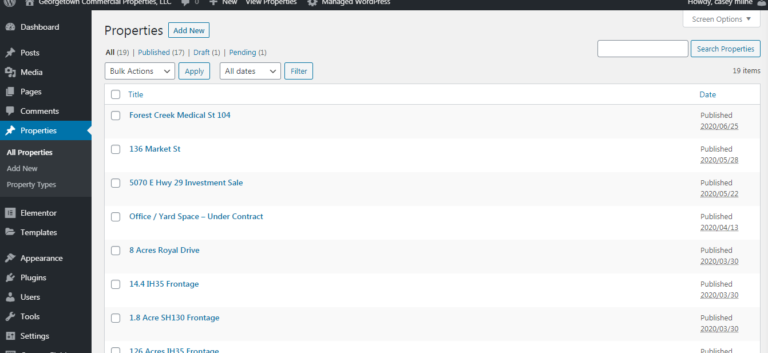 Georgetown Commercial Properties, LLC 0 New View Properties Managed WordPress Howdy, casey milne
Screen Options
Dashboard
Posts
Media
Pages
Comments
Properties
All Properties
Add New
Property Types
Elementor
Templates
Appearance
Plugins
Users
Tools
Settings
Properties Add New
All (19) | Published (17) | Draft (1) | Pending (1)
Search Properties
Bulk Actions Apply All dates Filter
19 items
Title Date
Forest Creek Medical St 104 Published
2020/06/25
136 Market St Published
2020/05/28
5070 E Hwy 29 Investment Sale Published
2020/05/22
Office / Yard Space – Under Contract Published
2020/04/13
8 Acres Royal Drive Published
2020/03/30
14.4 IH35 Frontage Published
2020/03/30
1.8 Acre SH130 Frontage Published
2020/03/30
126 Acres IH35 Frontage Published